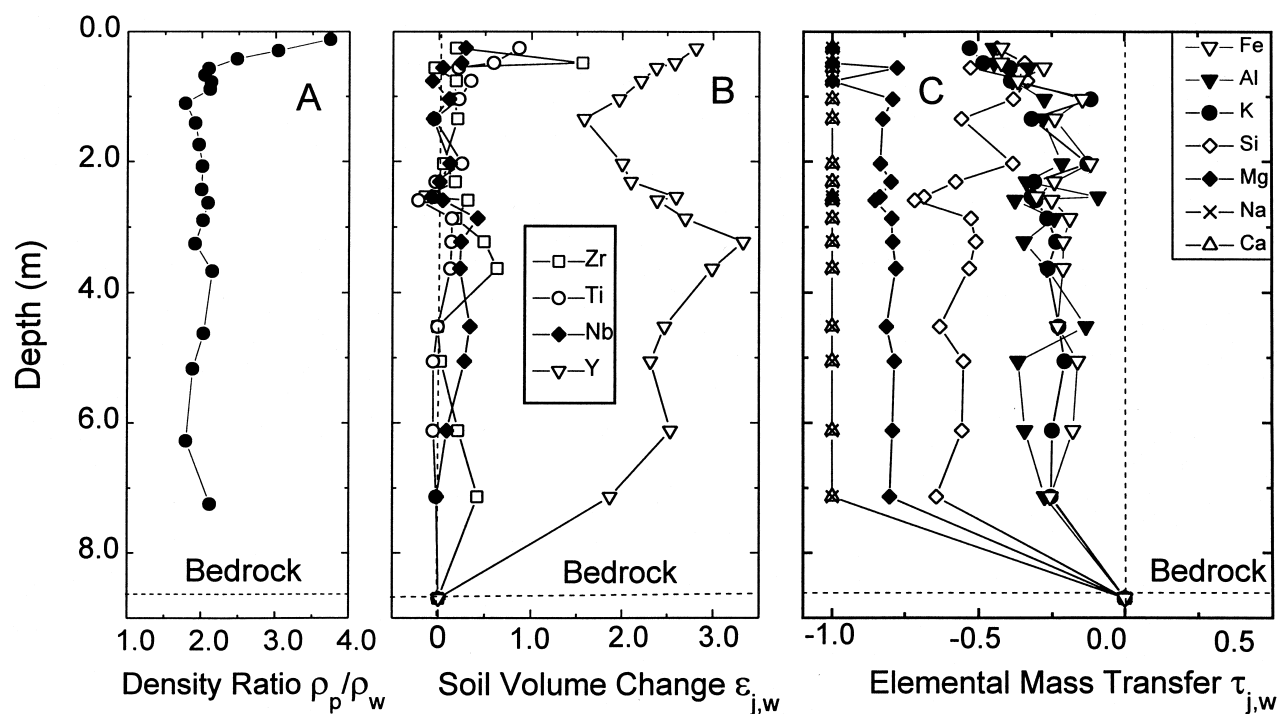 0.0
2.0
4.0
6.0
8.0
Depth (m)
A
Bedrock
1.0 2.0 3.0 4.0
Density Ratio ρp/ρw
B
Zr
Ti
Nb
Y
Bedrock
0 1.0 2.0 3.0
Soil Volume Change εj,w
C
Fe
Al
K
Si
Mg
Na
Ca
Bedrock
-1.0 -0.5 0.0 0.5
Elemental Mass Transfer τj,w